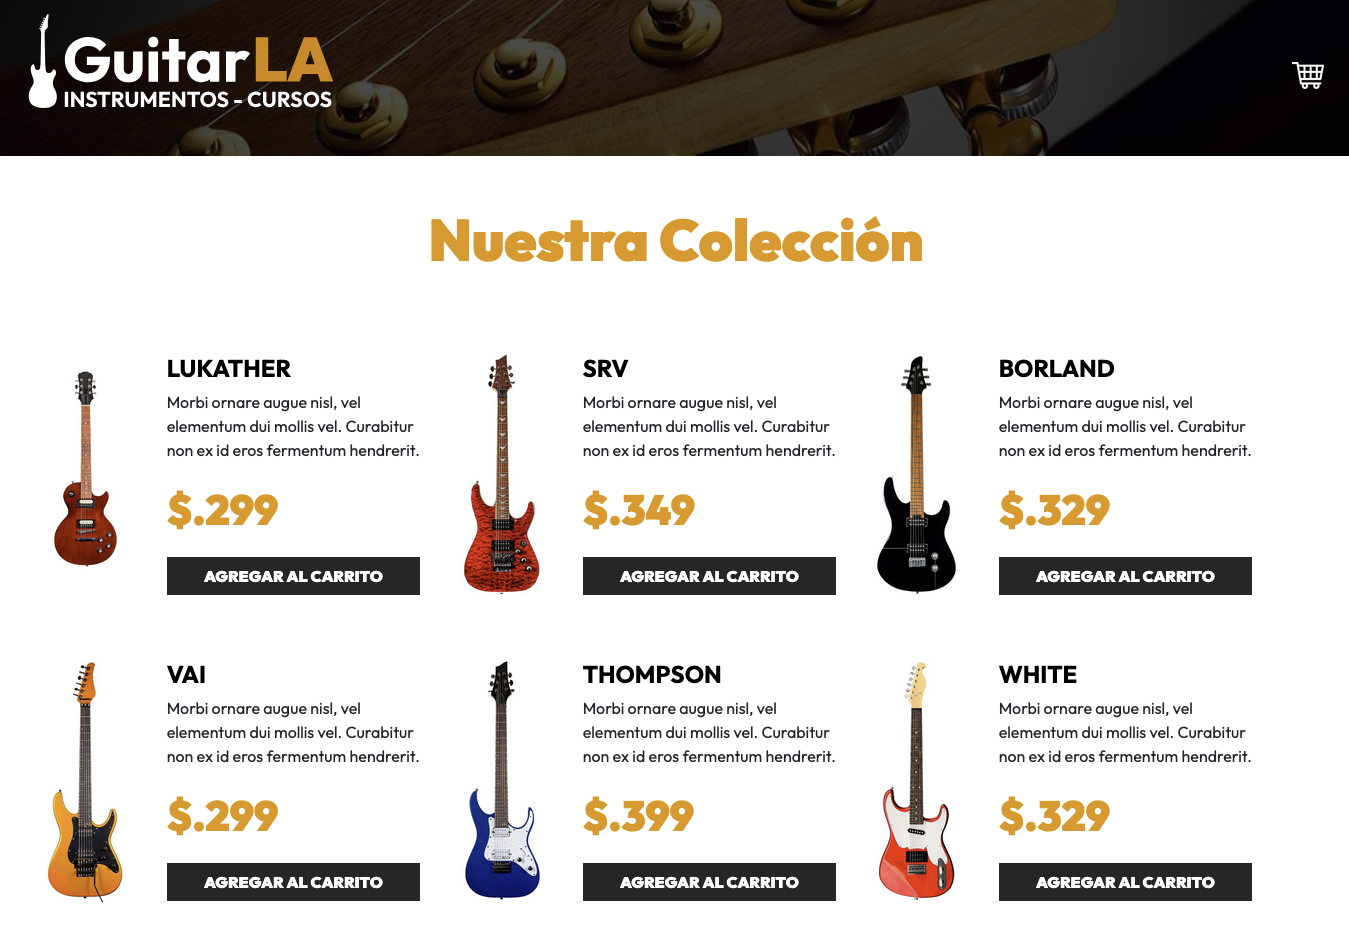 GuitarLA
INSTRUMENTOS - CURSOS
Nuestra Colección
LUKATHER
Morbi ornare augue nisl, vel
elementum dui mollis vel. Curabitur
non ex id eros fermentum hendrerit.
$.299
AGREGAR AL CARRITO
SRV
Morbi ornare augue nisl, vel
elementum dui mollis vel. Curabitur
non ex id eros fermentum hendrerit.
$.349
AGREGAR AL CARRITO
BORLAND
Morbi ornare augue nisl, vel
elementum dui mollis vel. Curabitur
non ex id eros fermentum hendrerit.
$.329
AGREGAR AL CARRITO
VAI
Morbi ornare augue nisl, vel
elementum dui mollis vel. Curabitur
non ex id eros fermentum hendrerit.
$.299
AGREGAR AL CARRITO
THOMPSON
Morbi ornare augue nisl, vel
elementum dui mollis vel. Curabitur
non ex id eros fermentum hendrerit.
$.399
AGREGAR AL CARRITO
WHITE
Morbi ornare augue nisl, vel
elementum dui mollis vel. Curabitur
non ex id eros fermentum hendrerit.
$.329
AGREGAR AL CARRITO